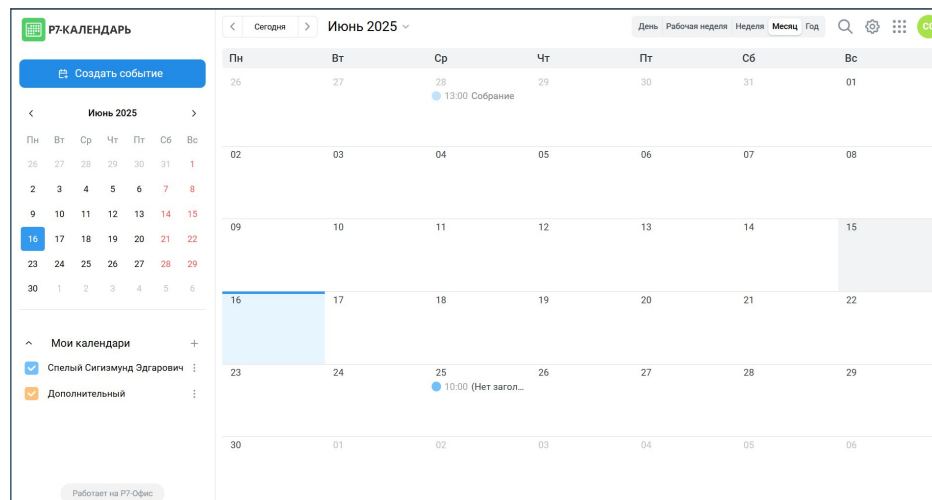 Р7-КАЛЕНДАРЬ
Создать событие
Июнь 2025
Пн Вт Ср Чт Пт Сб Вс
26 27 28 29 30 31 1
2 3 4 5 6 7 8
9 10 11 12 13 14 15
16 17 18 19 20 21 22
23 24 25 26 27 28 29
30 1 2 3 4 5 6
Мои календари
Спелый Сигизмунд Эдгарович
Дополнительный
Работает на Р7-Офис
Сегодня Июнь 2025 День Рабочая неделя Неделя Месяц Год СС
Пн Вт Ср Чт Пт Сб Вс
26 27 28 29 30 31 01
13:00 Собрание
02 03 04 05 06 07 08
09 10 11 12 13 14 15
16 17 18 19 20 21 22
23 24 25 26 27 28 29
10:00 (Нет загол...
30 01 02 03 04 05 06